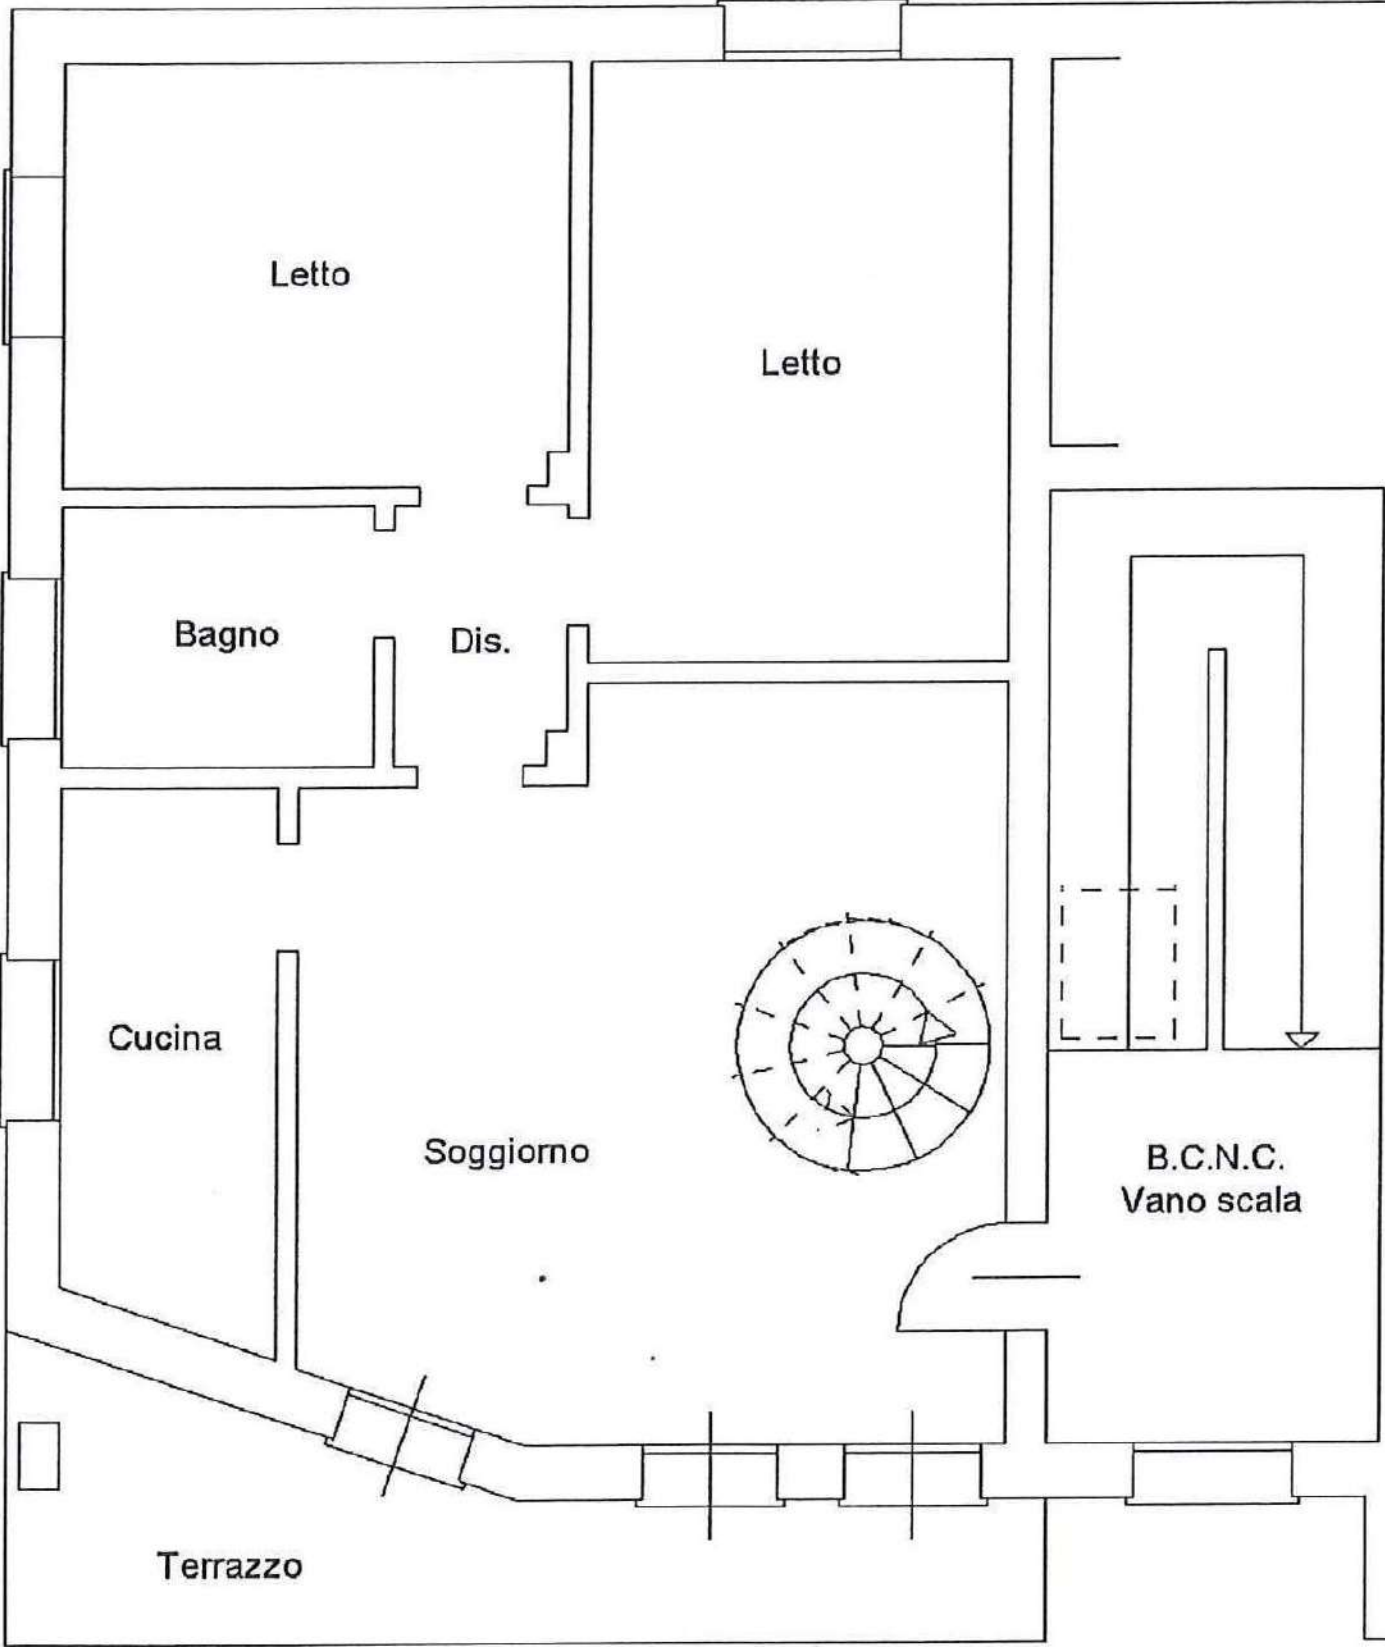 Letto
Letto
Bagno
Dis.
Cucina
Soggiorno
B.C.N.C.
Vano scala
Terrazzo